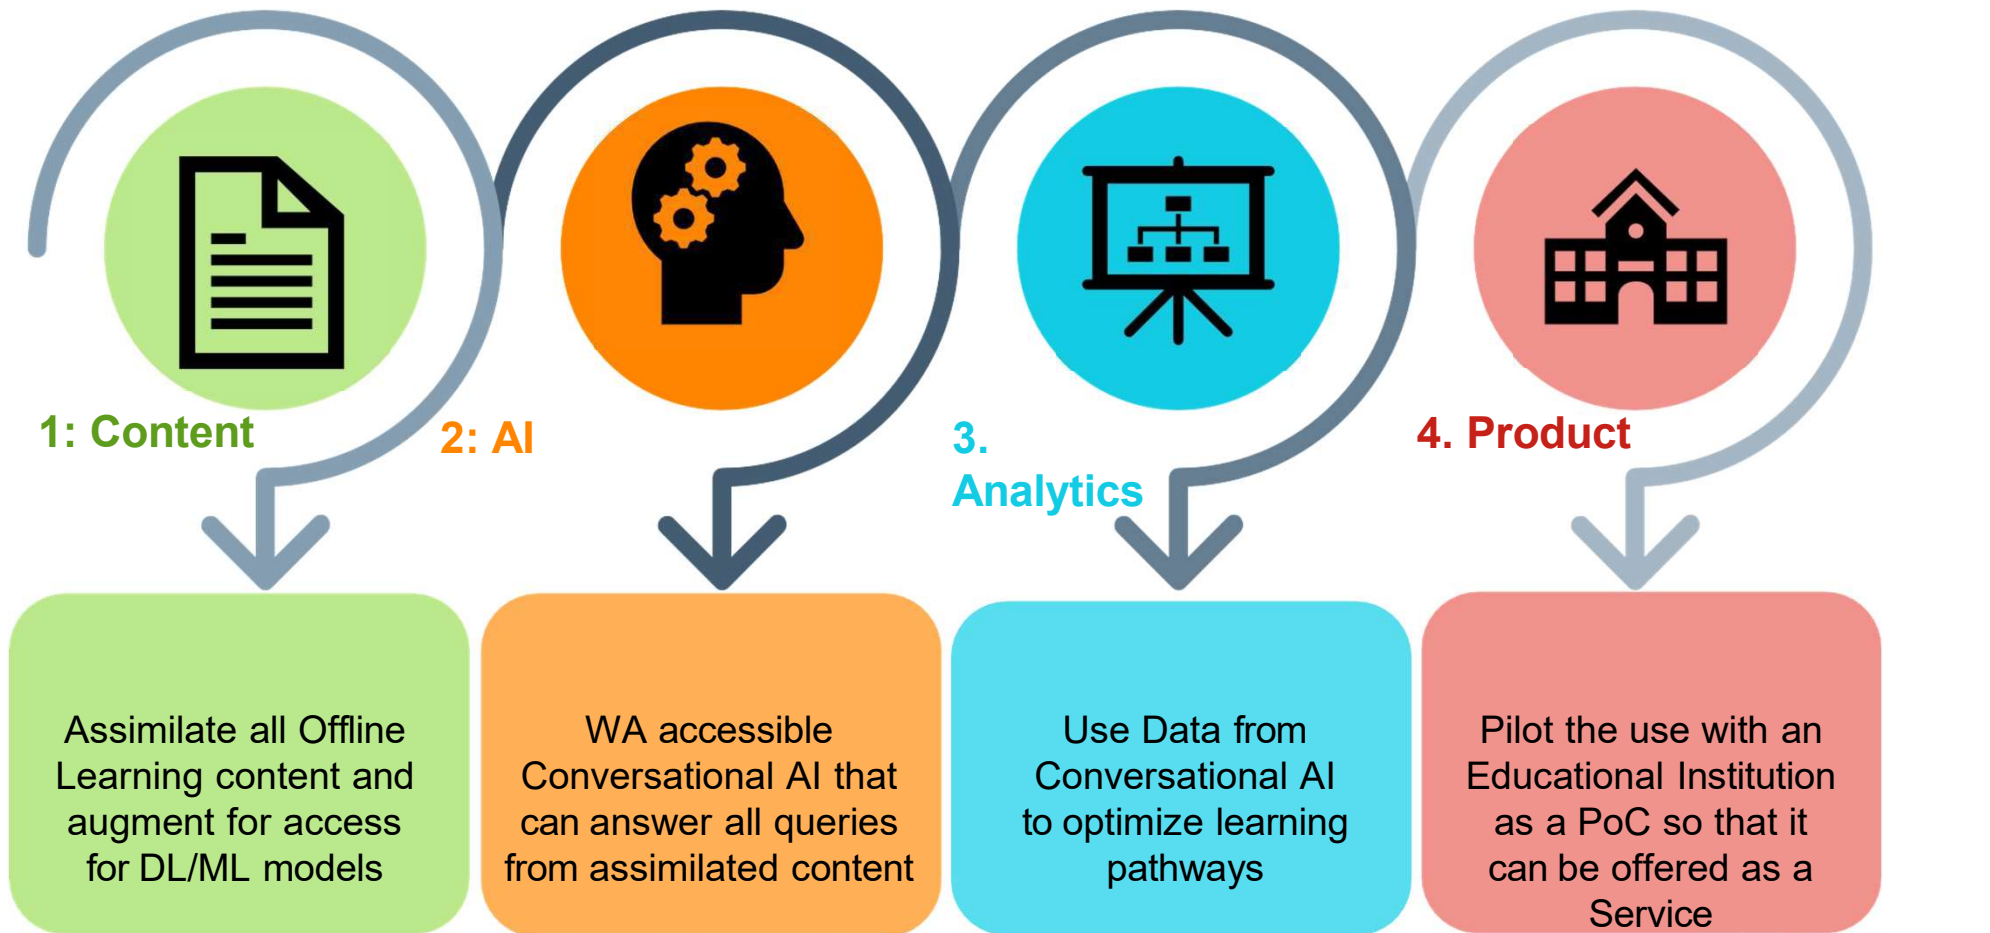 1: Content
Assimilate all Offline
Learning content and
augment for access
for DL/ML models
2: AI
WA accessible
Conversational AI that
can answer all queries
from assimilated content
3.
Analytics
Use Data from
Conversational AI
to optimize learning
pathways
4. Product
Pilot the use with an
Educational Institution
as a PoC so that it
can be offered as a
Service